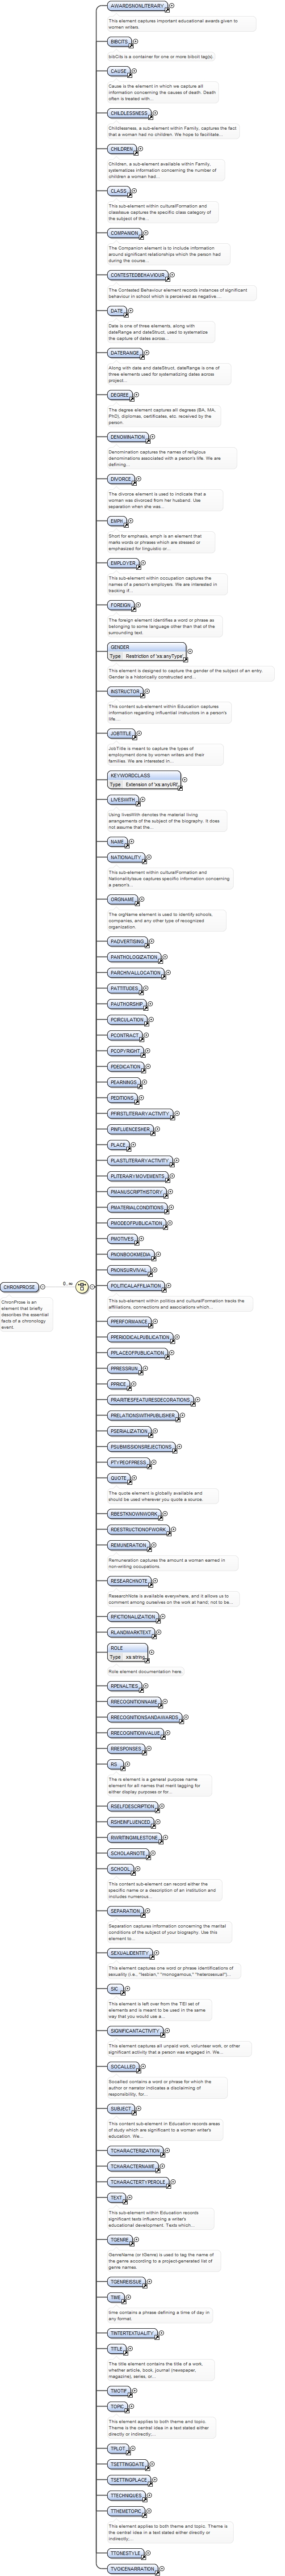 AWARDSNONLITERARY
This element captures important educational awards given to
women writers.
BIBCITS
bibCits is a container for one or more bibcit tag(s).
CAUSE
Cause is the element in which we capture all
information concerning the causes of death. Death
often is treated with...
CHILDLESSNESS
Childlessness, a sub-element within Family, captures the fact
that a woman had no children. We hope to facilitate...
CHILDREN
Children, a sub-element available within Family,
systematizes information concerning the number of
children a woman had...
CLASS
This sub-element within culturalFormation and
classIssue captures the specific class category of
the subject of the...
COMPANION
The Companion element is to include information
around significant relationships which the person had
during the course...
CONTESTEDBEHAVIOUR
The Contested Behaviour element records instances of significant
behaviour in school which is perceived as negative,...
DATE
Date is one of three elements, along with
dateRange and dateStruct, used to systematize
the capture of dates across...
DATERANGE
Along with date and dateStruct, dateRange is one of
three elements used for systematizing dates across
project...
DEGREE
The degree element captures all degrees (BA, MA,
PhD), diplomas, certificates, etc. received by the
person.
DENOMINATION
Denomination captures the names of religious
denominations associated with a person's life. We are
defining...
DIVORCE
The divorce element is used to indicate that a
woman was divorced from her husband. Use
separation when she was...
EMPH
Short for emphasis, emph is an element that
marks words or phrases which are stressed or
emphasized for linguistic or...
EMPLOYER
This sub-element within occupation captures the
names of a person's employers. We are interested in
tracking if...
FOREIGN
The foreign element identifies a word or phrase as
belonging to some language other than that of the
surrounding text.
GENDER
Type Restriction of 'xs:anyType'
This element is designed to capture the gender of the subject of an entry.
Gender is a historically constructed and...
INSTRUCTOR
This content sub-element within Education captures
information regarding influential instructors in a person's
life...
JOBTITLE
JobTitle is meant to capture the types of
employment done by women writers and their
families. We are interested in...
KEYWORDCLASS
Type Extension of 'xs:anyURI'
LIVESWITH
Using livesWith denotes the material living
arrangements of the subject of the biography. It does
not assume that the...
NAME
NATIONALITY
This sub-element within culturalFormation and
NationalityIssue captures specific information concerning
a person's...
ORGNAME
The orgName element is used to identify schools,
companies, and any other type of recognized
organization.
PADVERTISING
PANTHOLOGIZATION
PARCHIVALLOCATION
PATTITUDES
PAUTHORSHIP
PCIRCULATION
PCONTRACT
PCOPYRIGHT
PDEDICATION
PEARNINGS
PEDITIONS
PFIRSTLITERARYACTIVITY
PINFLUENCESHER
PLACE
PLASTLITERARYACTIVITY
PLITERARYMOVEMENTS
PMANUSCRIPTHISTORY
PMATERIALCONDITIONS
PMODEOFPUBLICATION
PMOTIVES
PNONBOOKMEDIA
PNONSURVIVAL
CHRONPROSE
0..∞
ChronProse is an
element that briefly
describes the essential
facts of a chronology
event.
POLITICALAFFILIATION
This sub-element within politics and culturalFormation tracks the
affiliations, connections and associations which...
PPERFORMANCE
PPERIODICALPUBLICATION
PPLACEOFPUBLICATION
PPRESSRUN
PPRICE
PRARITIESFEATURESDECORATIONS
PRELATIONSWITHPUBLISHER
PSERIALIZATION
PSUBMISSIONSREJECTIONS
PTYPEOFPRESS
QUOTE
The quote element is globally available and
should be used wherever you quote a source.
RBESTKNOWNWORK
RDESTRUCTIONOFWORK
REMUNERATION
Remuneration captures the amount a woman earned in
non-writing occupations.
RESEARCHNOTE
ResearchNote is available everywhere, and it allows us to
comment among ourselves on the work at hand, not to be...
RFICTIONALIZATION
RLANDMARKTEXT
ROLE
Type xs:string
Role element documentation here.
RPENALTIES
RRECOGNITIONNAME
RRECOGNITIONSANDAWARDS
RRECOGNITIONVALUE
RRESPONSES
RS
The rs element is a general purpose name
element for all names that merit tagging for
either display purposes or for...
RSELFDESCRIPTION
RSHEINFLUENCED
RWRITINGMILESTONE
SCHOLARNOTE
SCHOOL
This content sub-element can record either the
specific name or a description of an institution and
includes numerous...
SEPARATION
Separation captures information concerning the marital
conditions of the subject of your biography. Use this
element to...
SEXUALIDENTITY
This element captures one word or phrase identifications of
sexuality (i.e., "lesbian," "monogamous," "heterosexual")...
SIC
This element is left over from the TEI set of
elements and is meant to be used in the same
way that you would use a...
SIGNIFICANTACTIVITY
This element captures all unpaid work, volunteer work, or other
significant activity that a person was engaged in. We...
SOCALLED
Socalled contains a word or phrase for which the
author or narrator indicates a disclaiming of
responsibility, for...
SUBJECT
This content sub-element in Education records areas
of study which are significant to a woman writer's
education. We...
TCHARACTERIZATION
TCHARACTERNAME
TCHARACTERTYPEROLE
TEXT
This sub-element within Education records
significant texts influencing a writer's
educational development. Texts which...
TGENRE
GenreName (or tGenre) is used to tag the name of
the genre according to a project-generated list of
genre names.
TGENREISSUE
TIME
time contains a phrase defining a time of day in
any format.
TINTERTEXTUALITY
TITLE
The title element contains the title of a work,
whether article, book, journal (newspaper,
magazine), series, or...
TMOTIF
TOPIC
This element applies to both theme and topic.
Theme is the central idea in a text stated either
directly or indirectly;...
TPLOT
TSETTINGDATE
TSETTINGPLACE
TTECHNIQUES
TTHEMETOPIC
This element applies to both theme and topic. Theme is
the central idea in a text stated either directly or
indirectly;...
TTONESTYLE
TVOICENARRATION